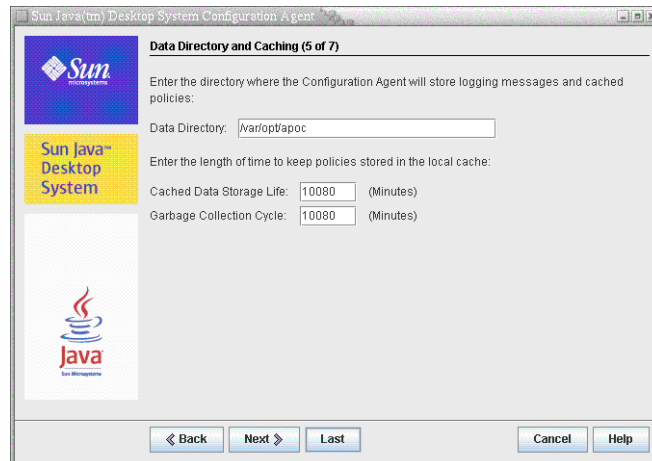 Sun Java(tm) Desktop System Configuration Agent
Data Directory and Caching (5 of 7)
Sun
microsystems
Enter the directory where the Configuration Agent will store logging messages and cached
policies:
Data Directory: /var/opt/apoc
Sun Java™
Desktop
System
Enter the length of time to keep policies stored in the local cache:
Cached Data Storage Life: 10080 (Minutes)
Garbage Collection Cycle: 10080 (Minutes)
Java
Sun Microsystems
Back Next Last Cancel Help